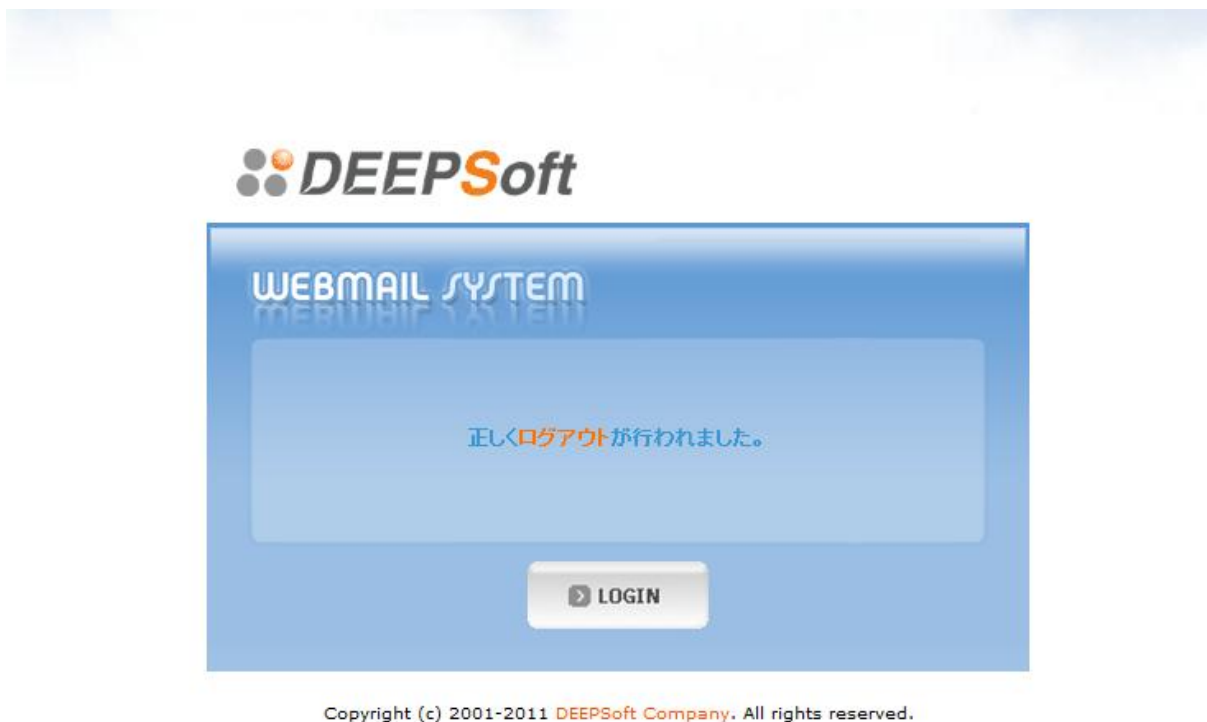 DEEPSoft
WEBMAIL SYSTEM
正しくログアウトが行われました。
LOGIN
Copyright (c) 2001-2011 DEEPSoft Company. All rights reserved.